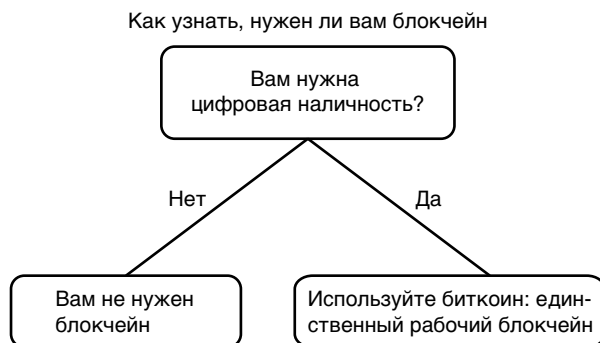 Как узнать, нужен ли вам блокчейн
Вам нужна
цифровая наличность?
Нет
Да
Вам не нужен
блокчейн
Используйте биткоин: един-
ственный рабочий блокчейн